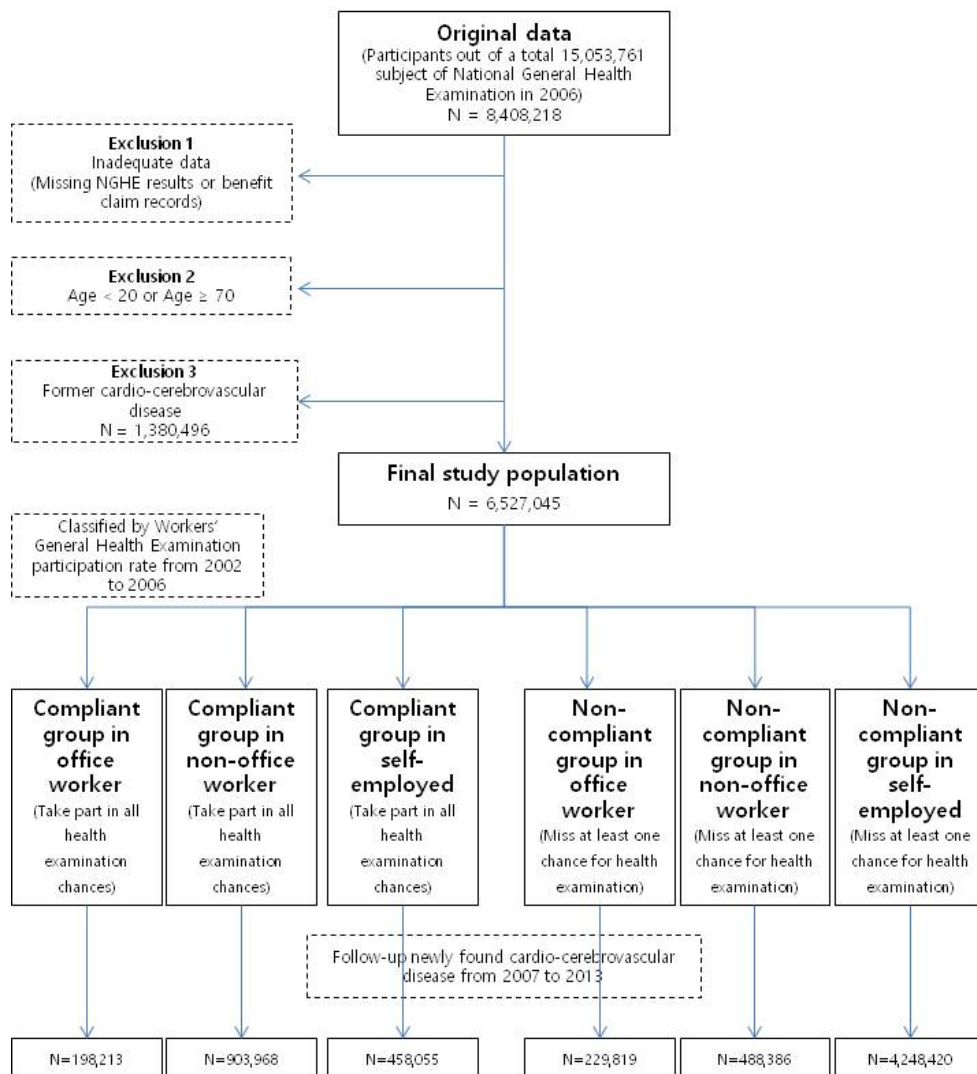 Original data
(Participants out of a total 15,053,761
subject of National General Health
Examination in 2006)
N = 8,408,218
Exclusion 1
Inadequate data
(Missing NGHE results or benefit
claim records)
Exclusion 2
Age < 20 or Age ≥ 70
Exclusion 3
Former cardio-cerebrovascular
disease
N = 1,380,496
Final study population
N = 6,527,045
Classified by Workers'
General Health Examination
participation rate from 2002
to 2006
Compliant
group in
office
worker
(Take part in all
health
examination
chances)
Compliant
group in
non-office
worker
(Take part in all
health
examination
chances)
Compliant
group in
self-
employed
(Take part in all
health
examination
chances)
Non-
compliant
group in
office
worker
(Miss at least one
chance for health
examination)
Non-
compliant
group in
non-office
worker
(Miss at least one
chance for health
examination)
Non-
compliant
group in
self-
employed
(Miss at least one
chance for health
examination)
Follow-up newly found cardio-cerebrovascular
disease from 2007 to 2013
N=198,213
N=903,968
N=458,055
N=229,819
N=488,386
N=4,248,420